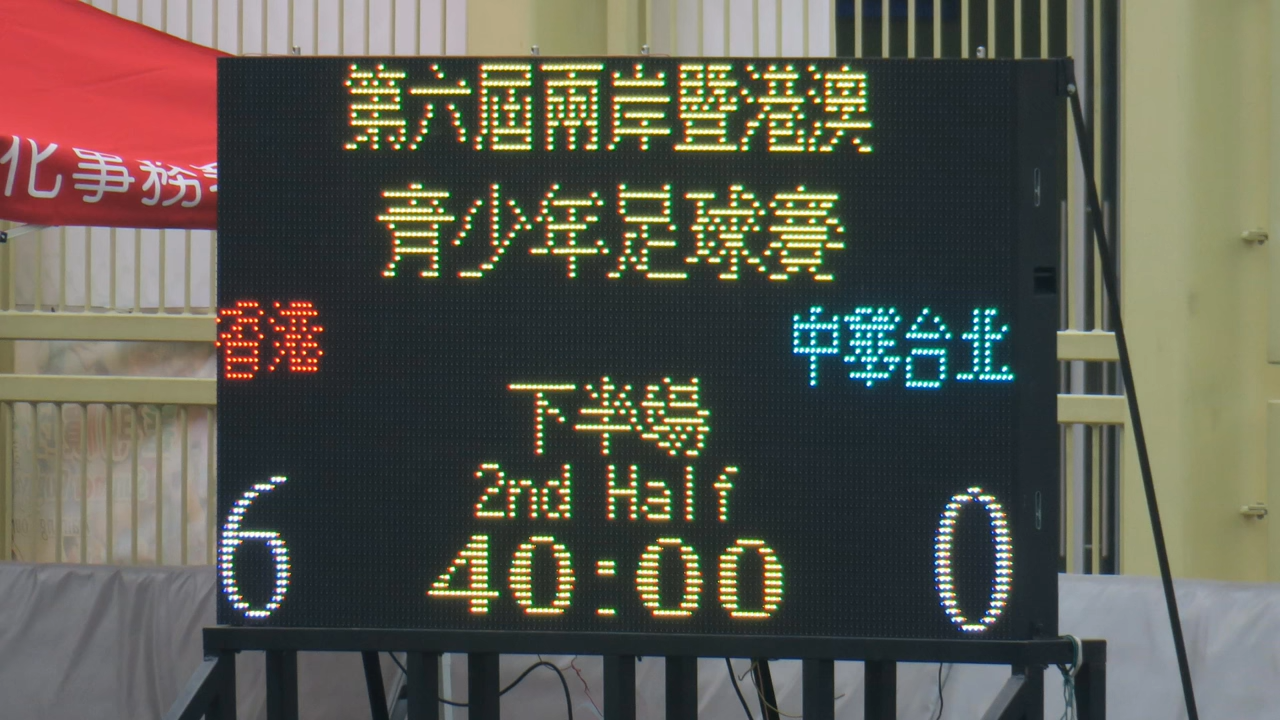 第六屆兩岸暨港澳
化事務
青少年足球賽
香港
中華台北
下半場
2nd Half
6
40:00
0